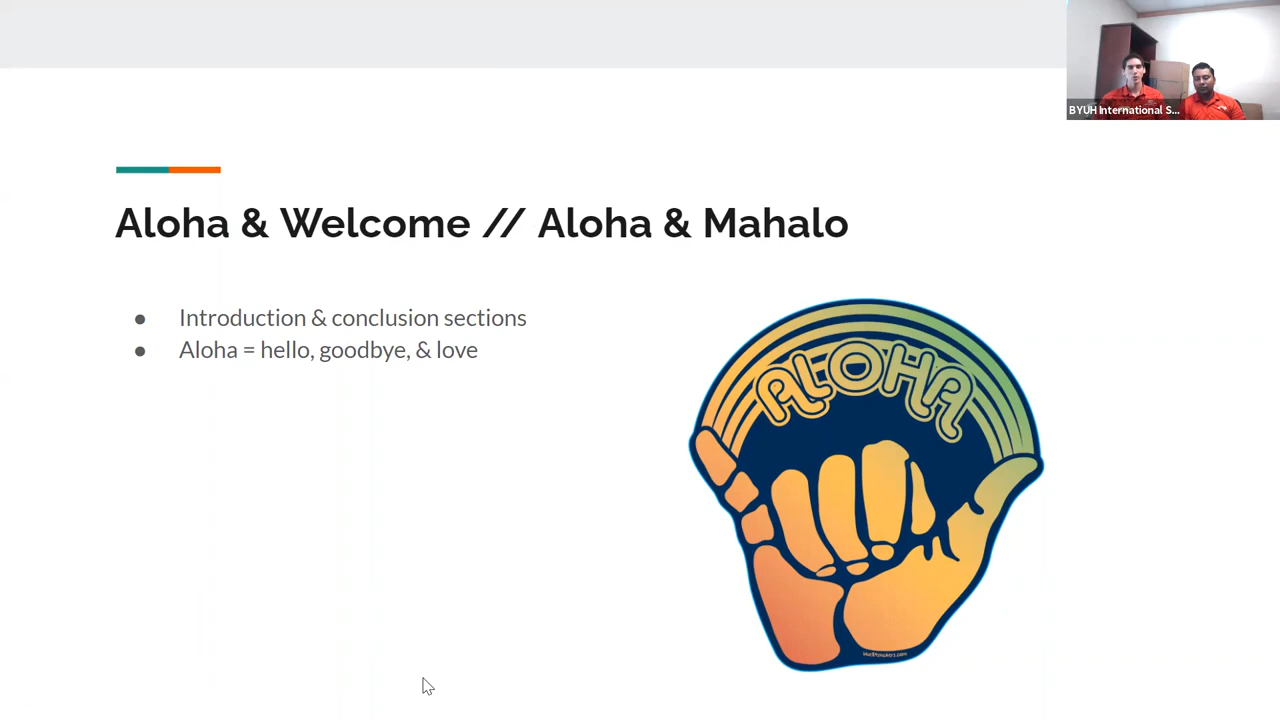 BYUH International S...
Aloha & Welcome // Aloha & Mahalo
● Introduction & conclusion sections
● Aloha = hello, goodbye, & love
ALOHA